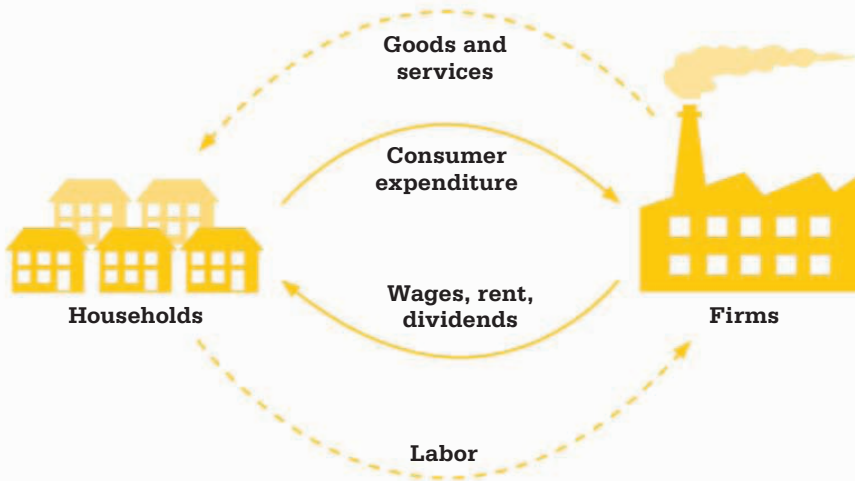 Goods and
services
Consumer
expenditure
Wages, rent,
dividends
Households
Firms
Labor